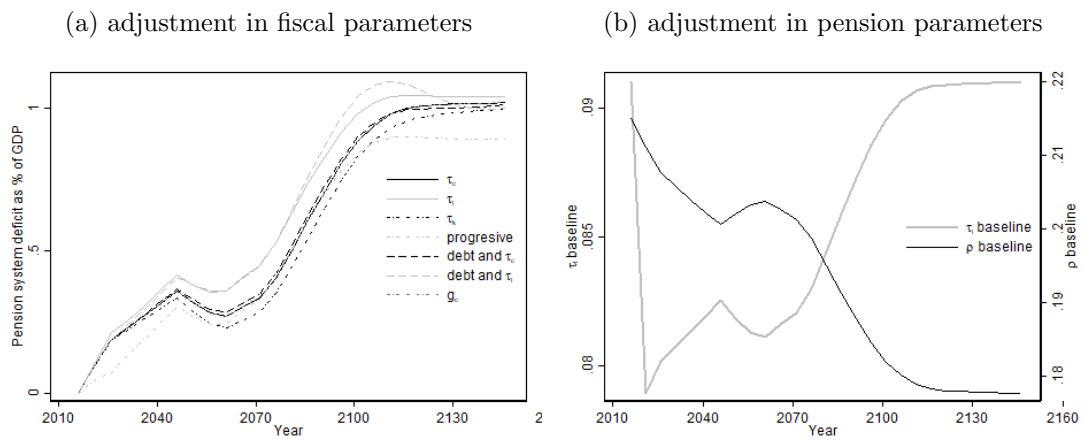 (a) adjustment in fiscal parameters
Pension system deficit as % of GDP
1
.5
0
2010 2040 2070 2100 2130 2
Year
τc
τl
τk
progresive
debt and τc
debt and τl
gc
(b) adjustment in pension parameters
τl baseline
.09
.085
.08
2010 2040 2070 2100 2130 2160
Year
τl baseline
ρ baseline
.22
.21
.2
.19
.18
ρ baseline